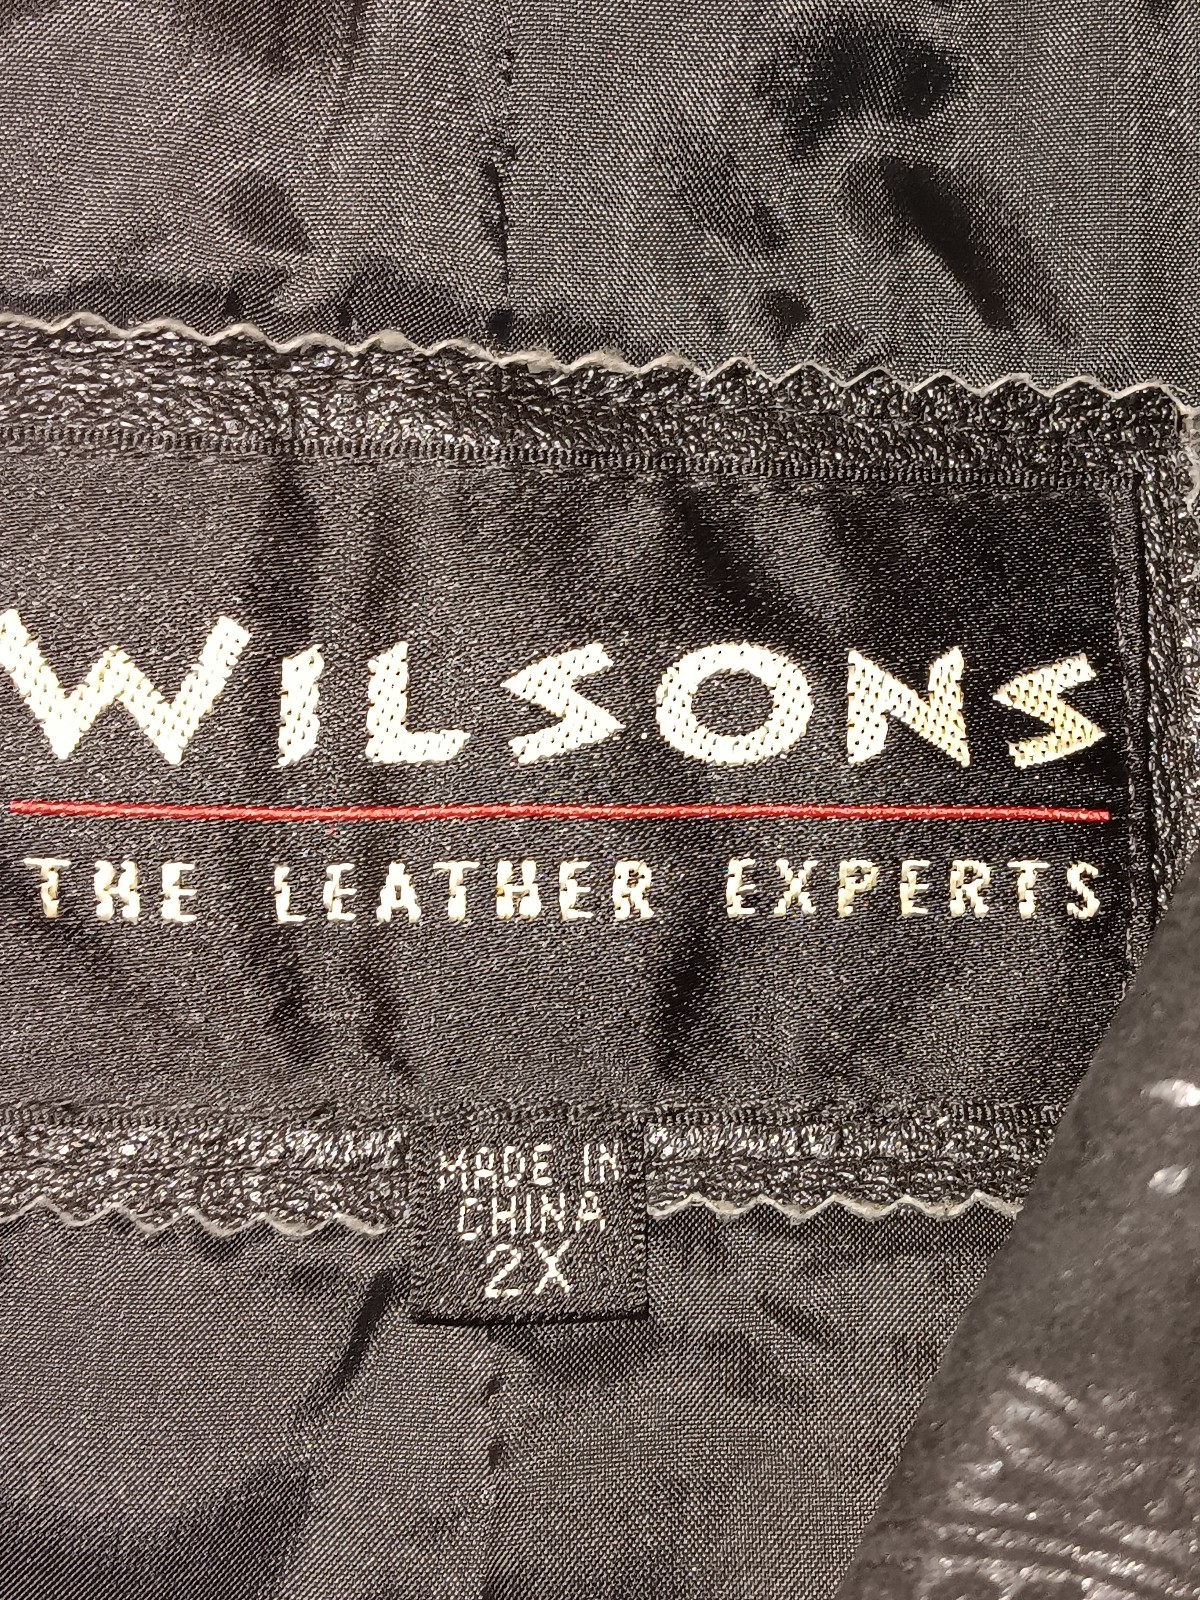 WILSONS
THE LEATHER EXPERTS
MADE IN
CHINA
2X